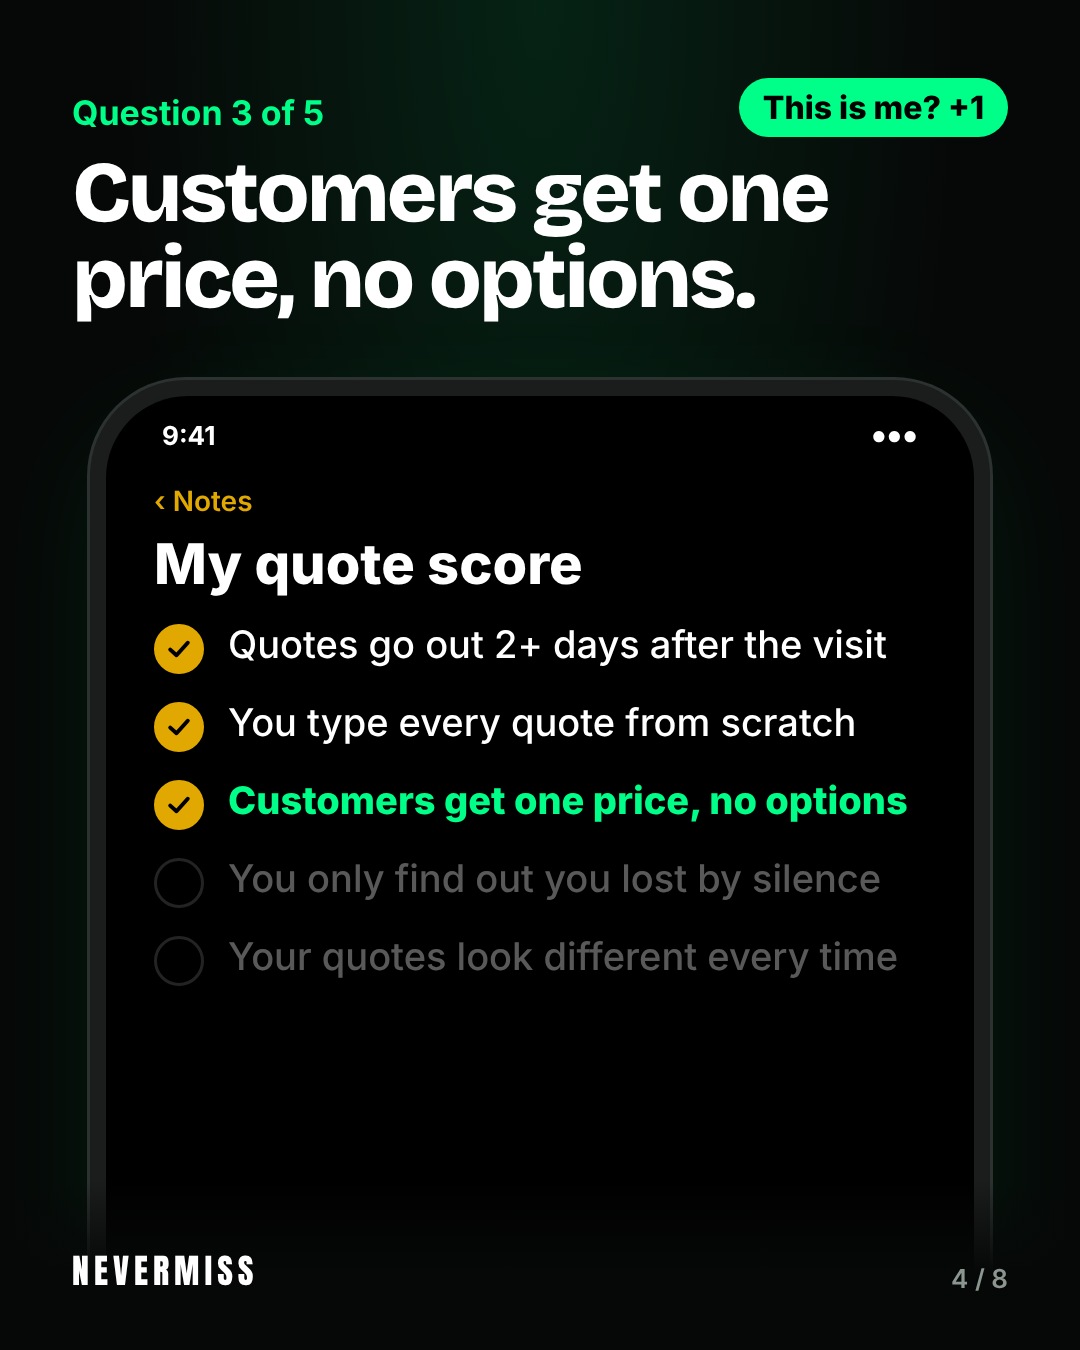 Question 3 of 5
This is me? +1
Customers get one
price, no options.
9:41
‹ Notes
My quote score
Quotes go out 2+ days after the visit
You type every quote from scratch
Customers get one price, no options
You only find out you lost by silence
Your quotes look different every time
NEVERMISS
4 / 8